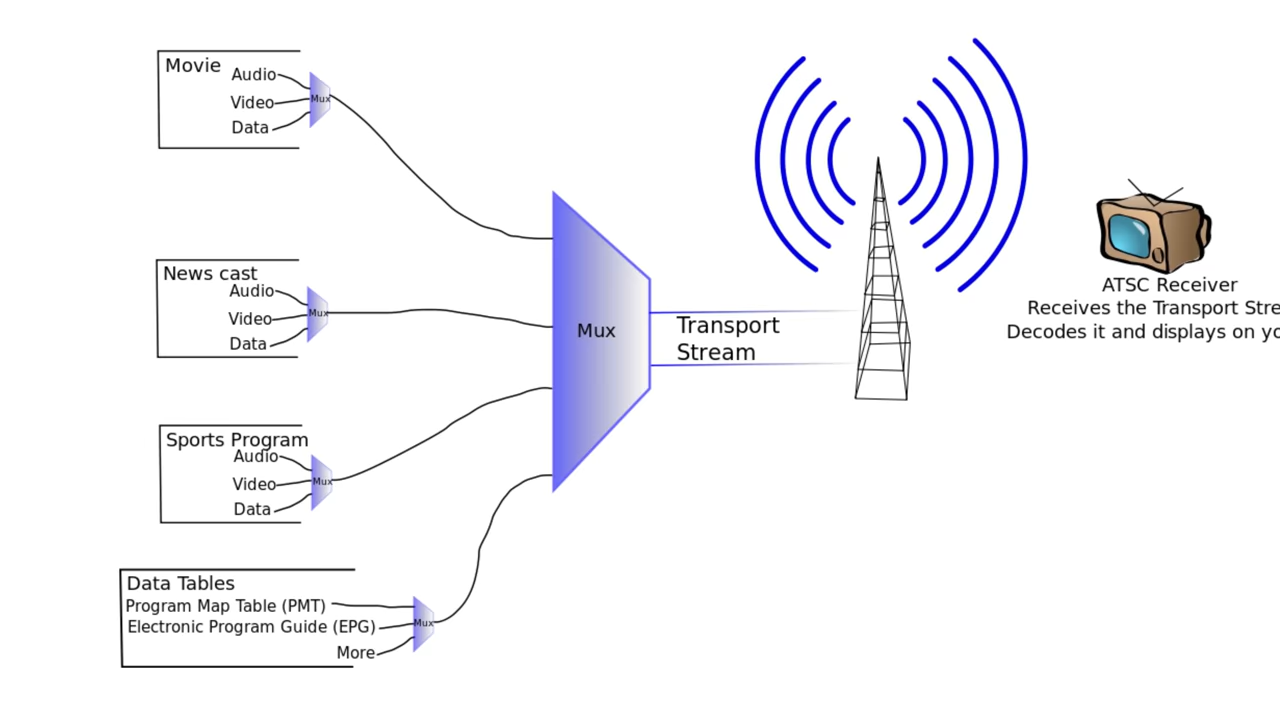 Movie
Audio
Video
Data
Mux
News cast
Audio
Video
Data
Mux
Sports Program
Audio
Video
Data
Mux
Data Tables
Program Map Table (PMT)
Electronic Program Guide (EPG)
More
Mux
Mux
Transport
Stream
ATSC Receiver
Receives the Transport
Decodes it and displays on